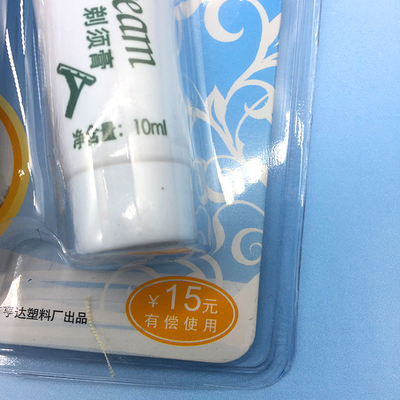 eam
剃须膏
净含量：10ml
¥15元
有偿使用
亨达塑料厂出品